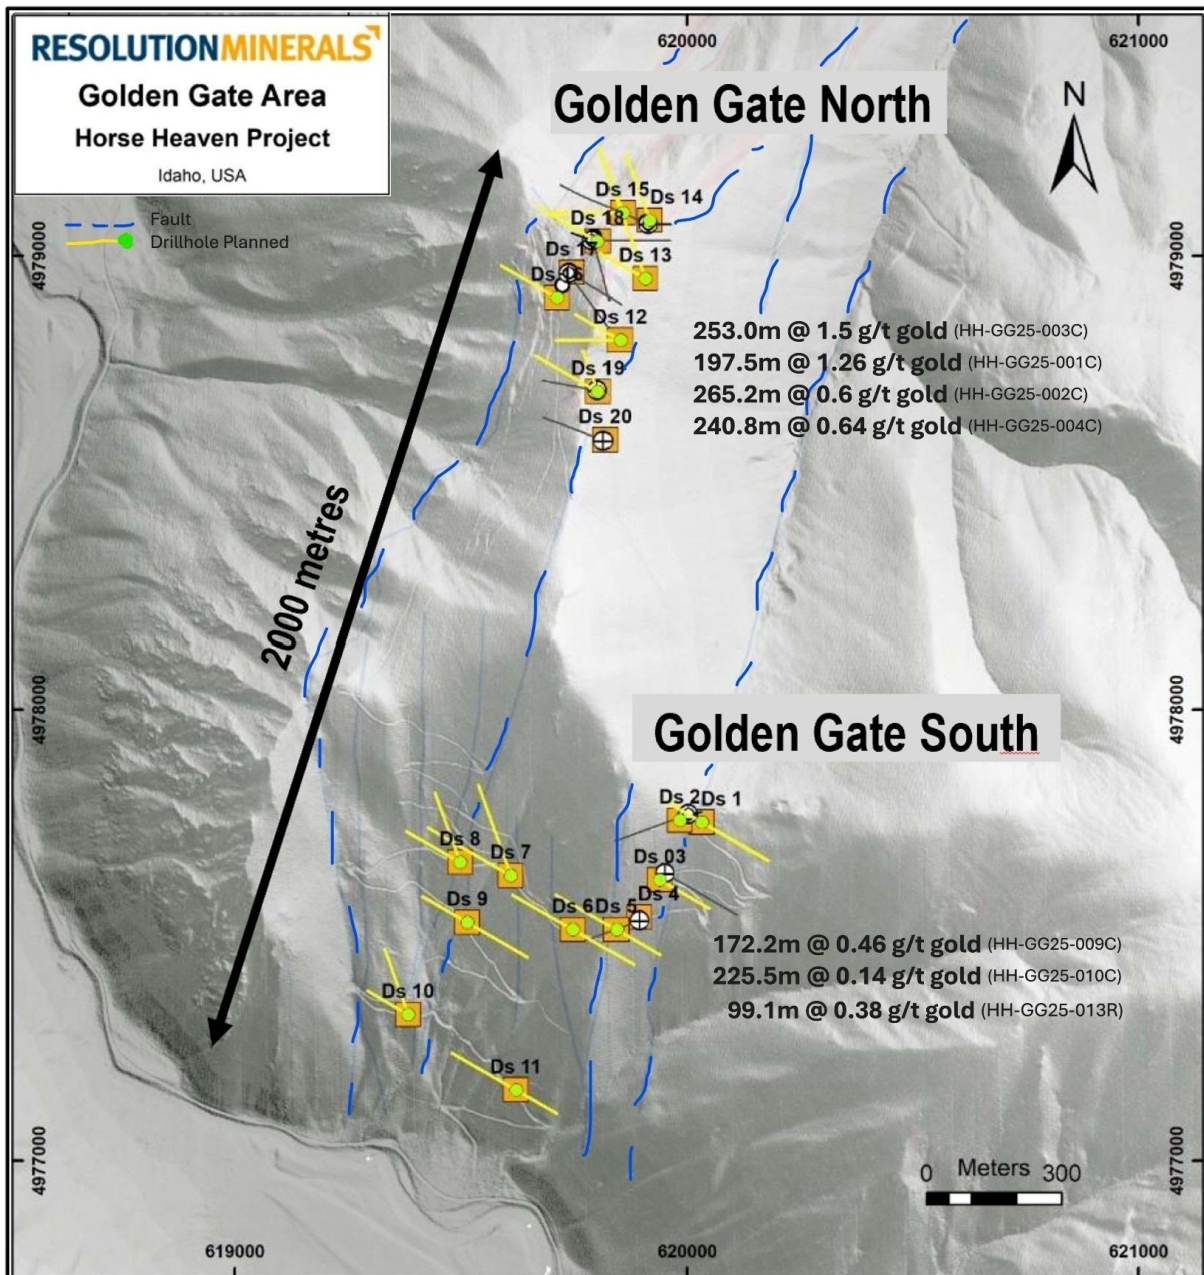 RESOLUTIONMINERALS
Golden Gate Area
Horse Heaven Project
Idaho, USA
Fault
Drillhole Planned
620000
621000
N
Golden Gate North
4979000
4979000
Ds 15
Ds 14
Ds 18
Ds 17
Ds 13
Ds 12
Ds 19
Ds 20
253.0m @ 1.5 g/t gold (HH-GG25-003C)
197.5m @ 1.26 g/t gold (HH-GG25-001C)
265.2m @ 0.6 g/t gold (HH-GG25-002C)
240.8m @ 0.64 g/t gold (HH-GG25-004C)
2000 metres
4978000
4978000
Golden Gate South
Ds 2
Ds 1
Ds 8
Ds 7
Ds 03
Ds 4
Ds 9
Ds 6
Ds 5
172.2m @ 0.46 g/t gold (HH-GG25-009C)
225.5m @ 0.14 g/t gold (HH-GG25-010C)
99.1m @ 0.38 g/t gold (HH-GG25-013R)
Ds 10
Ds 11
4977000
4977000
0 Meters 300
619000
620000
621000